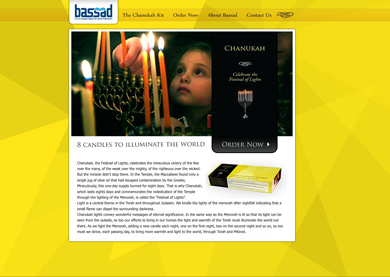 bassad
The Chanukah Kit
Order Now
About Bassad
Contact Us
CHANUKAH
Celebrate the
Festival of Lights
8 CANDLES TO ILLUMINATE THE WORLD
ORDER NOW
Chanukah, the Festival of Lights, celebrates the miraculous victory of the few
over the many, of the weak over the mighty, of the righteous over the wicked.
But the miracle didn't stop there. In the Temple, the Maccabees found only a
single jug of olive oil that had escaped contamination by the Greeks;
Miraculously, this one-day supply burned for eight days. That is why Chanukah,
which lasts eight days and commemorates the rededication of the Temple
through the lighting of the Menorah, is called the "Festival of Lights".
Light is a central theme in the Torah and throughout Judaism. We kindle the lights of the menorah after nightfall indicating that a
small flame can dispel the surrounding darkness.
Chanukah lights convey wonderful messages of eternal significance. In the same way as the Menorah is lit so that its light can be
seen from the outside, so too our efforts to bring in our homes the light and warmth of the Torah must illuminate the world out
there. As we light the Menorah, adding a new candle each night, one on the first night, two on the second night and so on, so too
must we strive, each passing day, to bring more warmth and light to the world, through Torah and Mitzvot.